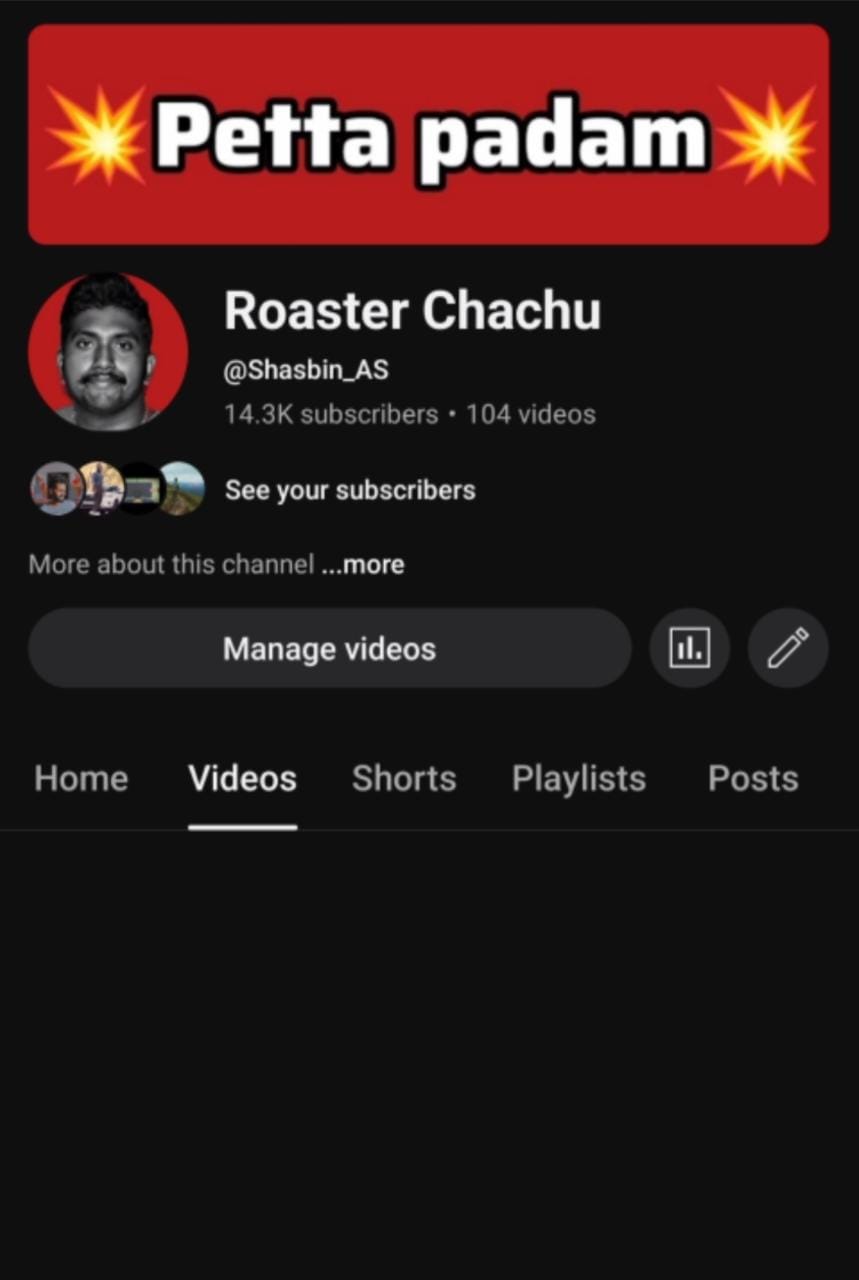 💥Petta padam💥
Roaster Chachu
@Shasbin_AS
14.3K subscribers • 104 videos
See your subscribers
More about this channel ...more
Manage videos
Home Videos Shorts Playlists Posts